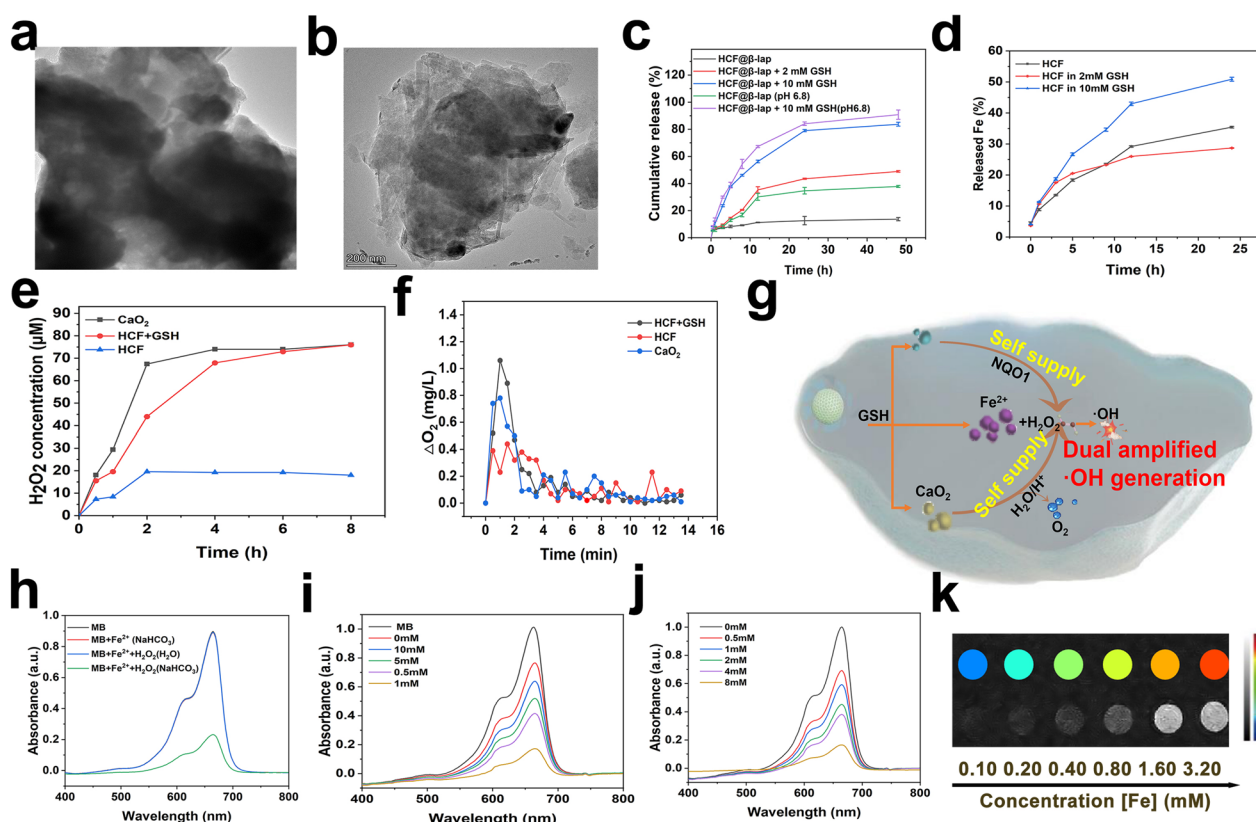 a
b
200 nm
c
Cumulative release (%)
120
100
80
60
40
20
0
HCF@β-lap
HCF@β-lap + 2 mM GSH
HCF@β-lap + 10 mM GSH
HCF@β-lap (pH 6.8)
HCF@β-lap + 10 mM GSH(pH6.8)
0 10 20 30 40 50
Time (h)
d
Released Fe (%)
60
50
40
30
20
10
0
HCF
HCF in 2mM GSH
HCF in 10mM GSH
0 5 10 15 20 25
Time (h)
e
H₂O₂ concentration (μM)
90
80
70
60
50
40
30
20
10
0
CaO₂
HCF+GSH
HCF
0 2 4 6 8
Time (h)
f
△O₂ (mg/L)
1.4
1.2
1.0
0.8
0.6
0.4
0.2
0.0
HCF+GSH
HCF
CaO₂
-2 0 2 4 6 8 10 12 14 16
Time (min)
g
GSH
Self supply
NQO1
Fe²⁺
+H₂O₂
·OH
Dual amplified
·OH generation
Self supply
CaO₂
H₂O/H⁺
O₂
h
Absorbance (a.u.)
1.0
0.8
0.6
0.4
0.2
0.0
MB
MB+Fe²⁺ (NaHCO₃)
MB+Fe²⁺+H₂O₂(H₂O)
MB+Fe²⁺+H₂O₂(NaHCO₃)
400 500 600 700 800
Wavelength (nm)
i
Absorbance (a.u.)
1.0
0.8
0.6
0.4
0.2
0.0
MB
0mM
10mM
5mM
0.5mM
1mM
400 500 600 700 800
Wavelength (nm)
j
Absorbance (a.u.)
1.0
0.8
0.6
0.4
0.2
0.0
0mM
0.5mM
1mM
2mM
4mM
8mM
400 500 600 700 800
Wavelength (nm)
k
0.10 0.20 0.40 0.80 1.60 3.20
Concentration [Fe] (mM)